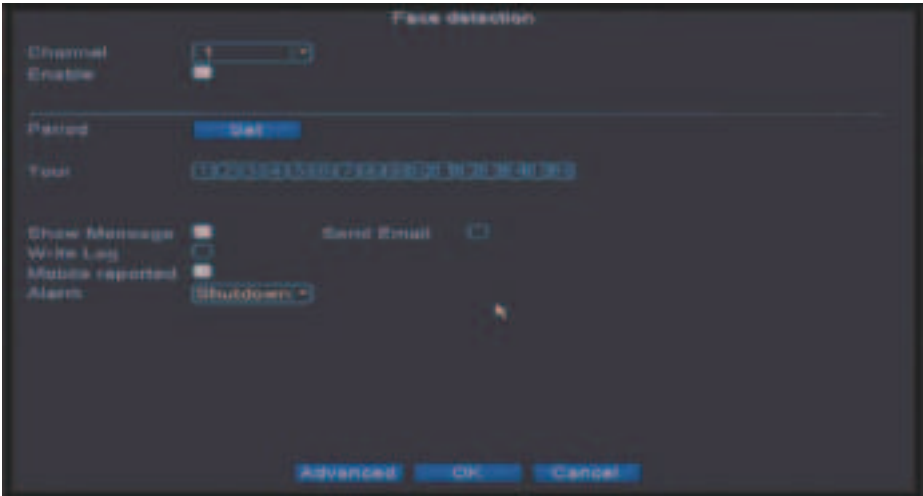 Face detection
Channel 1
Enable
Period Set
Tour
Show Message Send Email
Write Log
Mobile reported
Alarm Shutdown
Advanced OK Cancel